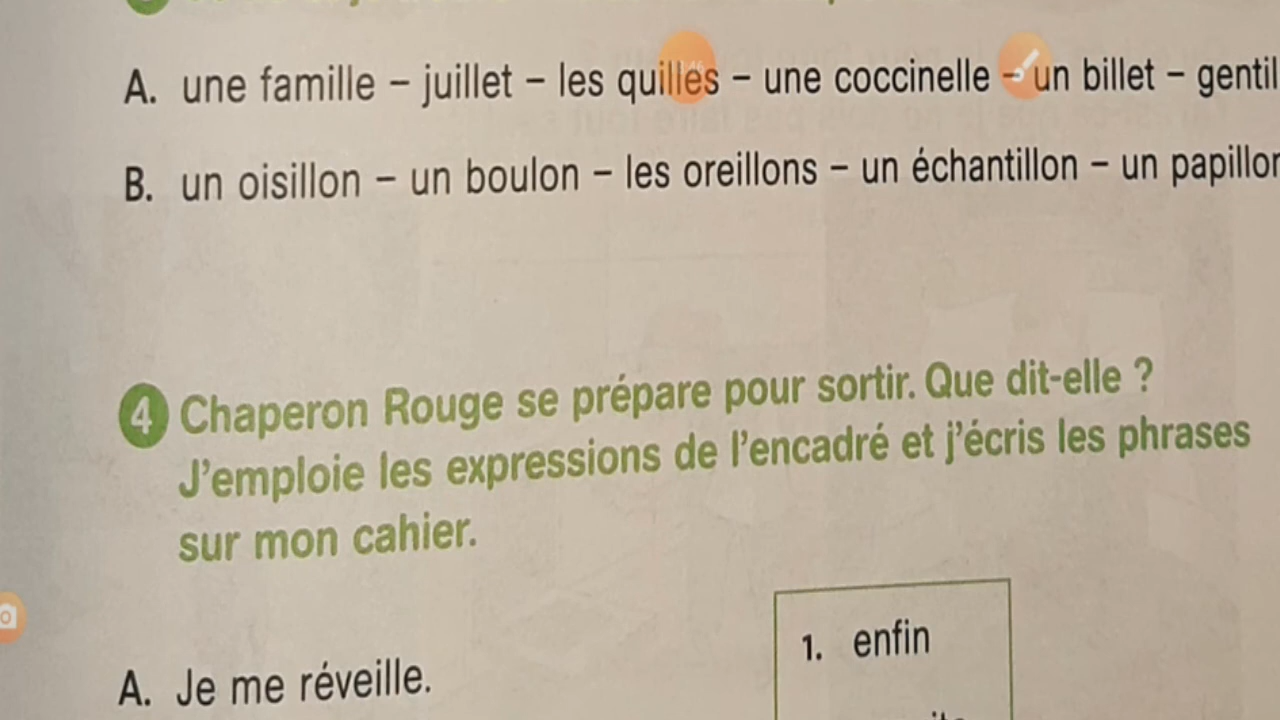 A. une famille – juillet – les quilles – une coccinelle – un billet – gentil
B. un oisillon – un boulon – les oreillons – un échantillon – un papillon
4 Chaperon Rouge se prépare pour sortir. Que dit-elle ?
J'emploie les expressions de l'encadré et j'écris les phrases
sur mon cahier.
1. enfin
A. Je me réveille.